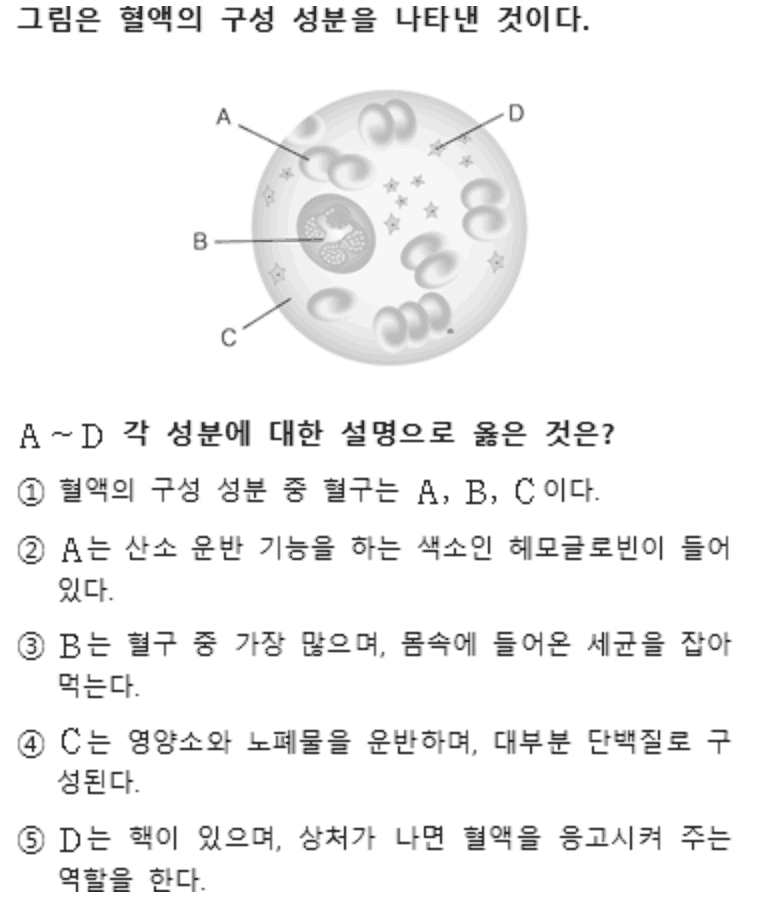 그림은 혈액의 구성 성분을 나타낸 것이다.
A
D
B
C
A ~ D 각 성분에 대한 설명으로 옳은 것은?
① 혈액의 구성 성분 중 혈구는 A, B, C이다.
② A는 산소 운반 기능을 하는 색소인 헤모글로빈이 들어
있다.
③ B는 혈구 중 가장 많으며, 몸속에 들어온 세균을 잡아
먹는다.
④ C는 영양소와 노폐물을 운반하며, 대부분 단백질로 구
성된다.
⑤ D는 핵이 있으며, 상처가 나면 혈액을 응고시켜 주는
역할을 한다.